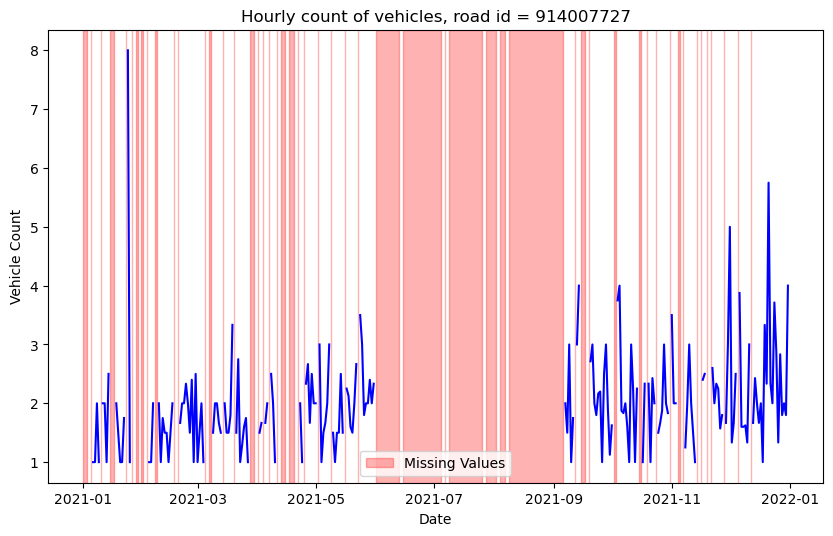 Hourly count of vehicles, road id = 914007727
Vehicle Count
8
7
6
5
4
3
2
1
Missing Values
2021-01 2021-03 2021-05 2021-07 2021-09 2021-11 2022-01
Date